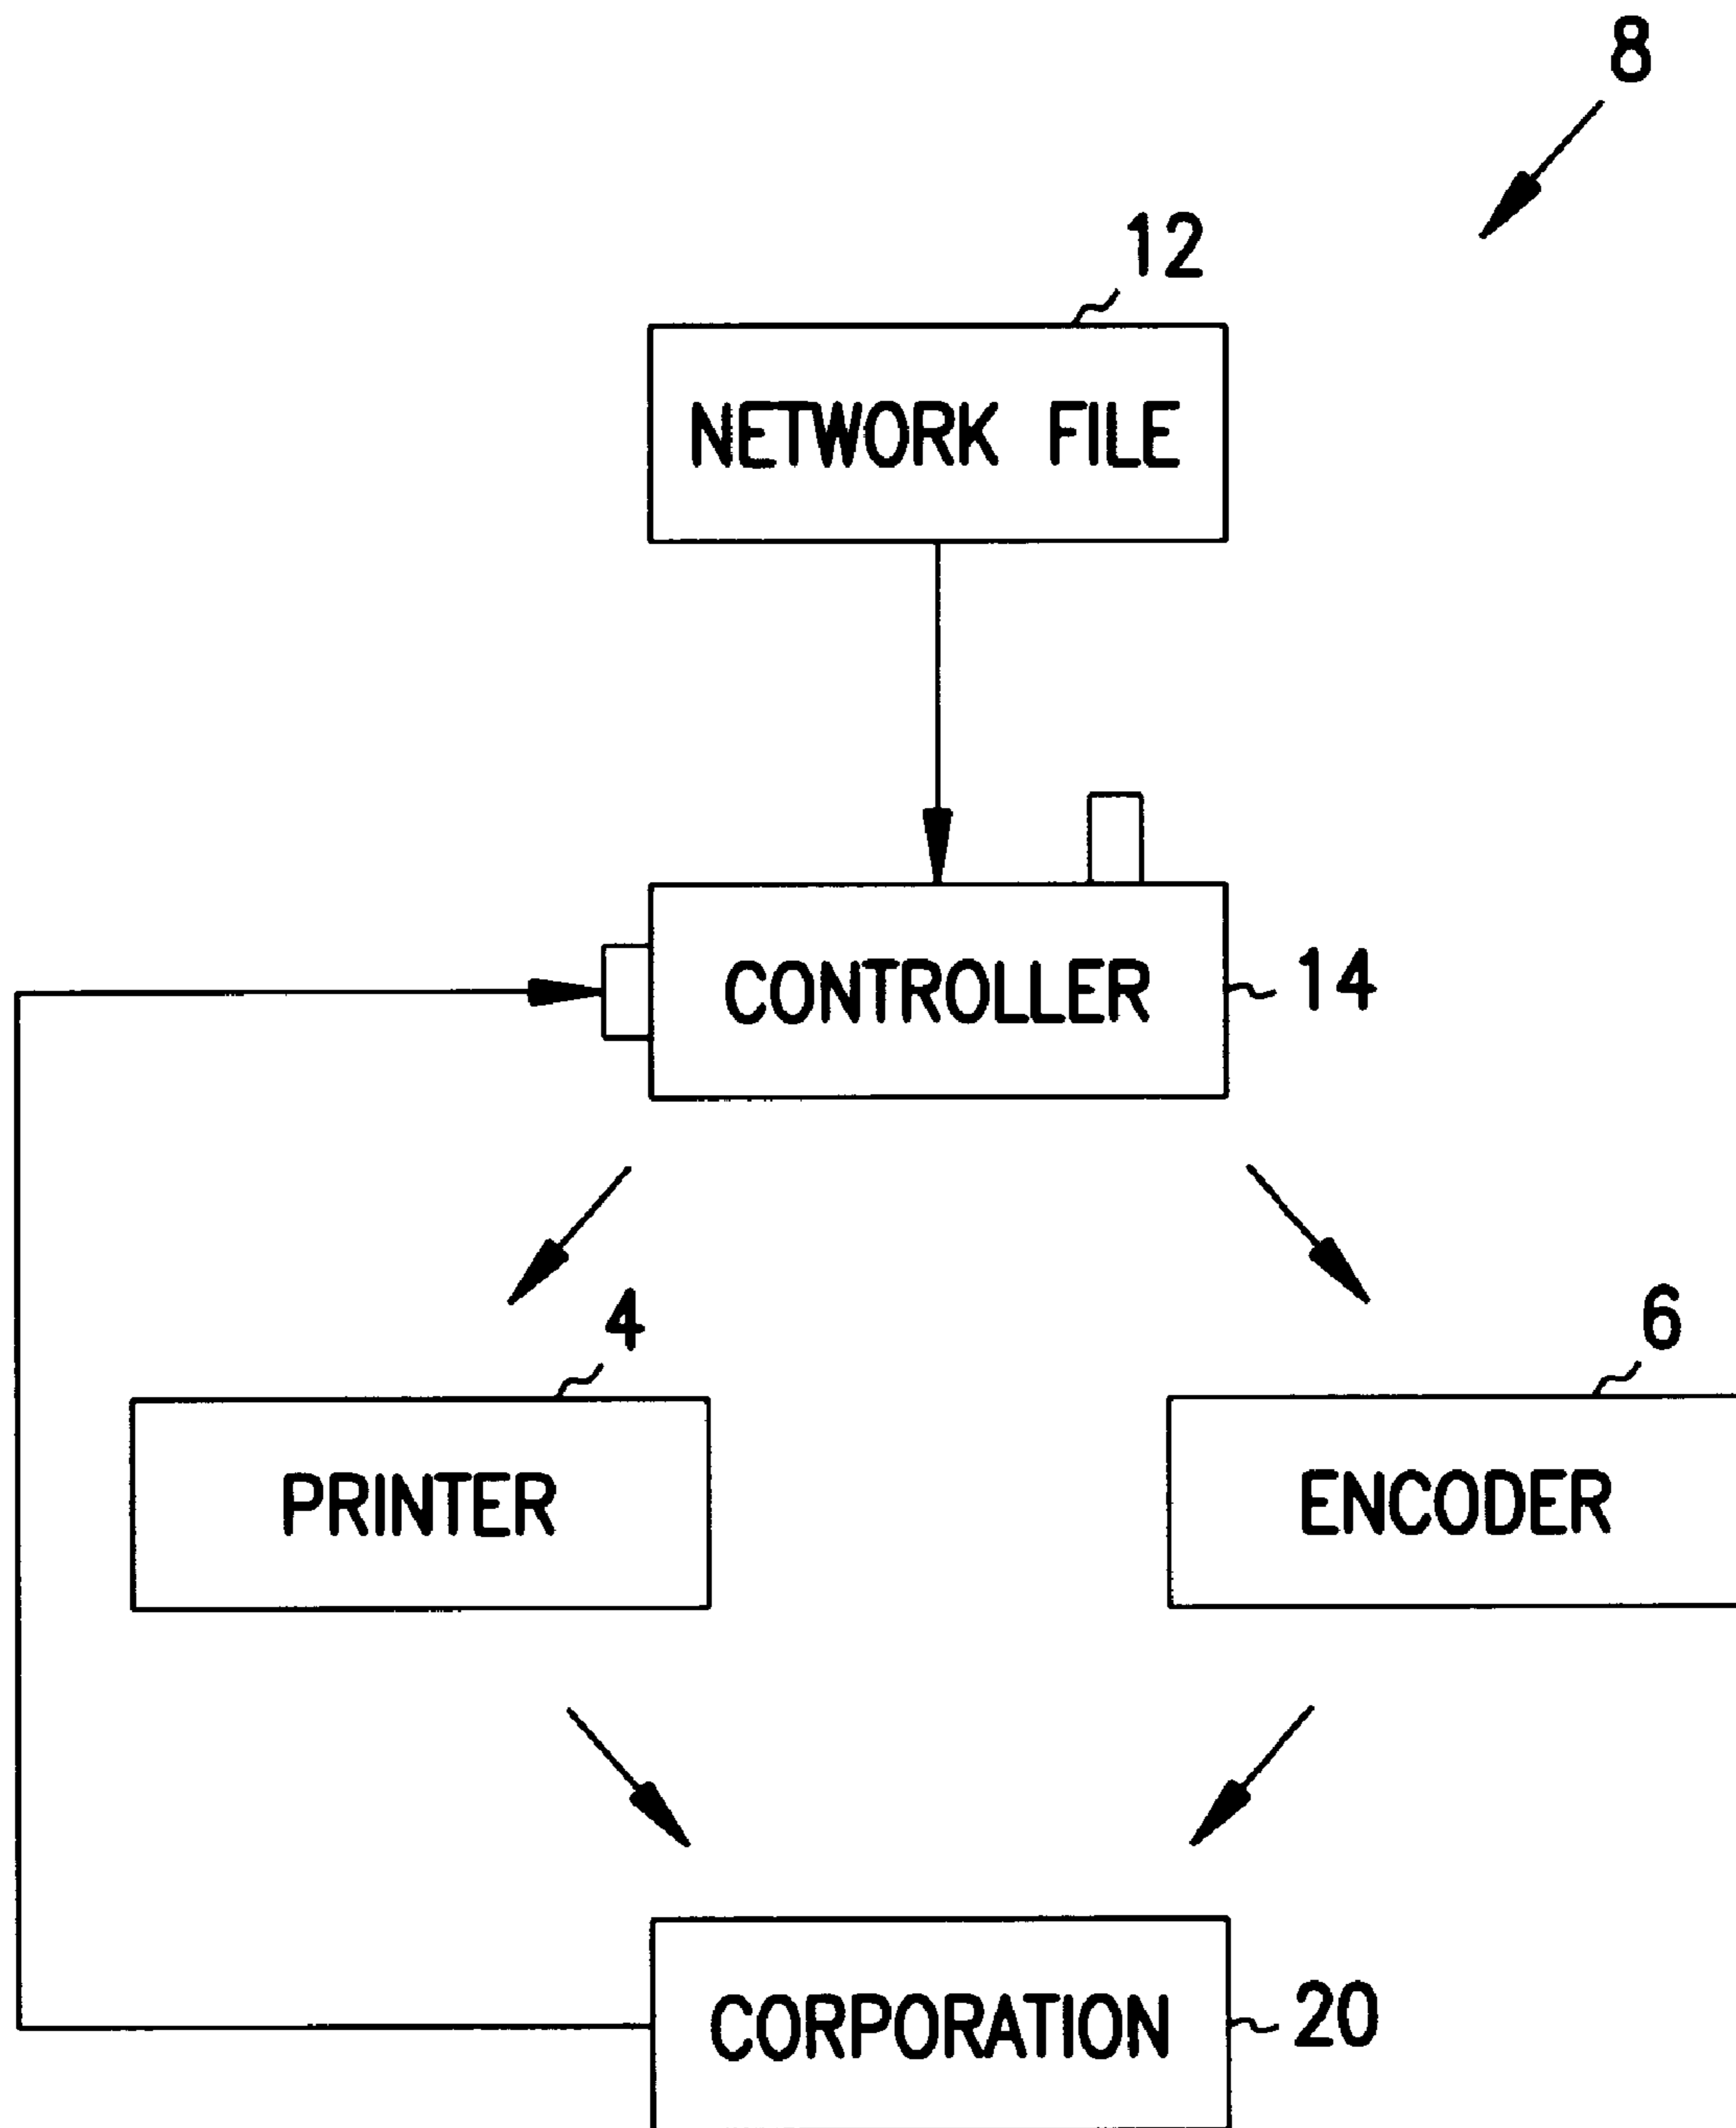 8
12
NETWORK FILE
CONTROLLER
14
4
6
PRINTER
ENCODER
CORPORATION
20